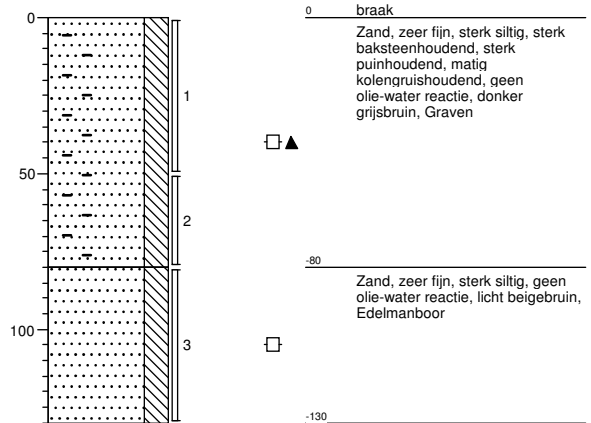 0
50
100
1
2
3
0
braak
Zand, zeer fijn, sterk siltig, sterk
baksteenhoudend, sterk
puinhoudend, matig
kolengruishoudend, geen
olie-water reactie, donker
grijsbruin, Graven
-80
Zand, zeer fijn, sterk siltig, geen
olie-water reactie, licht beigebruin,
Edelmanboor
-130